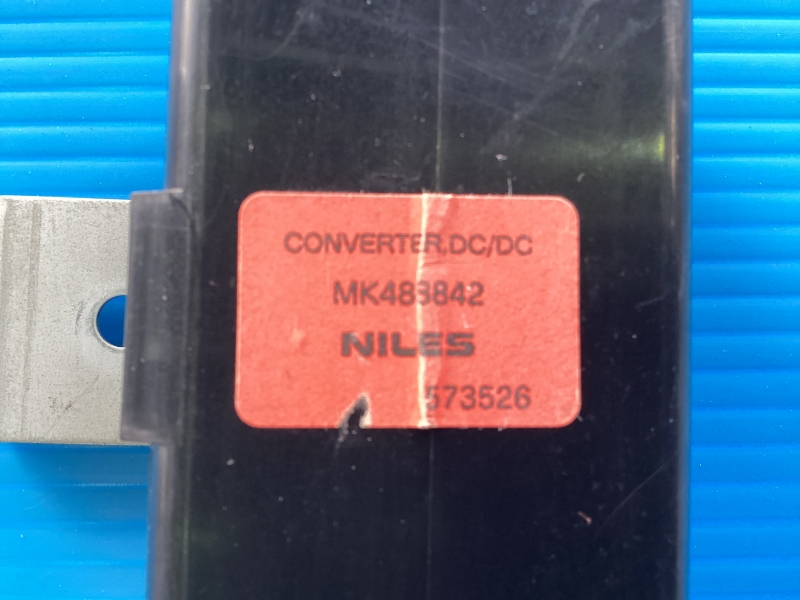 CONVERTER,DC/DC
MK483842
NILES
573526